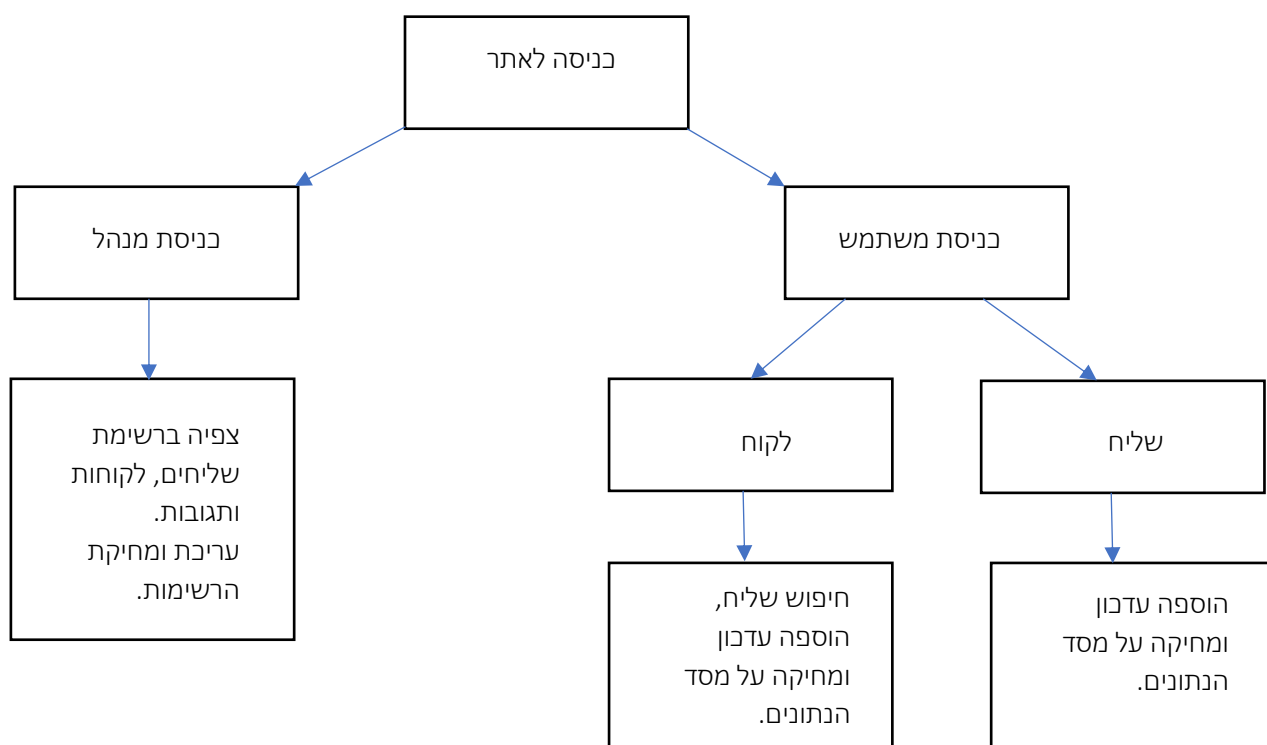 כניסה לאתר
כניסת משתמש
כניסת מנהל
שליח
לקוח
צפיה ברשימת
שליחים, לקוחות
ותגובות.
עריכת ומחיקת
הרשימות.
הוספה עדכון
ומחיקה על מסד
הנתונים.
חיפוש שליח,
הוספה עדכון
ומחיקה על מסד
הנתונים.